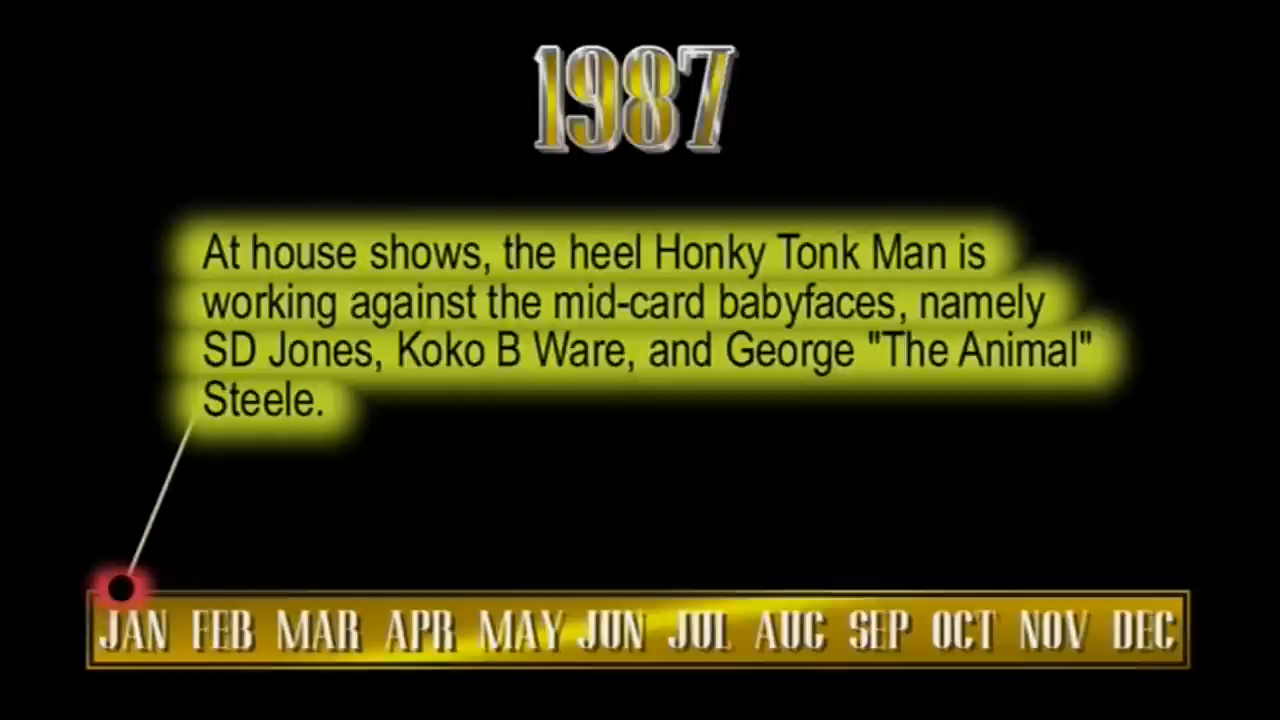 1987
At house shows, the heel Honky Tonk Man is
working against the mid-card babyfaces, namely
SD Jones, Koko B Ware, and George "The Animal"
Steele.
JAN FEB MAR APR MAY JUN JUL AUG SEP OCT NOV DEC